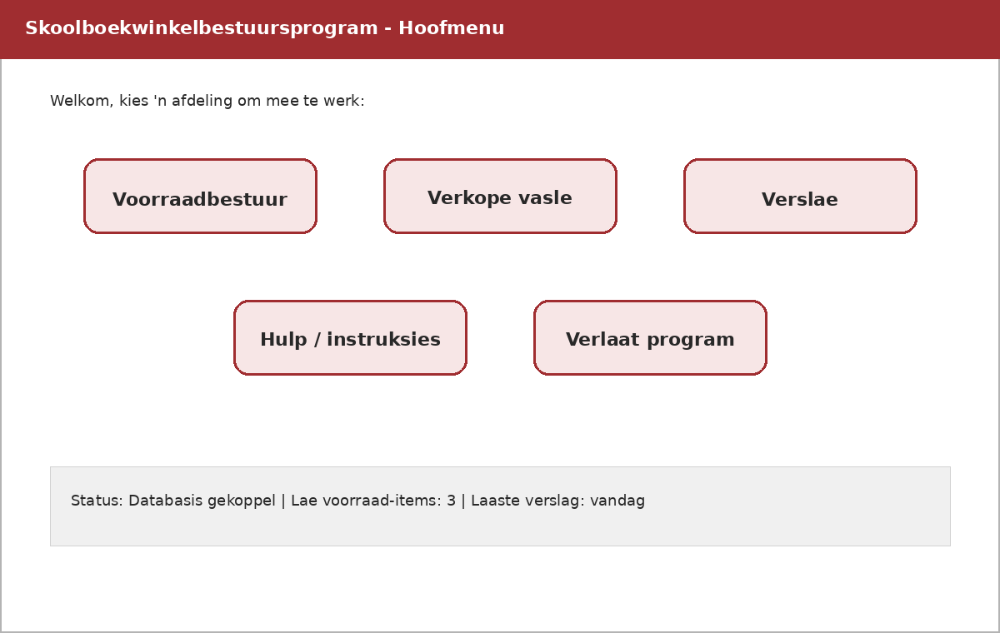 Skoolboekwinkelbestuursprogram - Hoofmenu
Welkom, kies 'n afdeling om mee te werk:
Voorraadbestuur
Verkope vasle
Verslae
Hulp / instruksies
Verlaat program
Status: Databasis gekoppel | Lae voorraad-items: 3 | Laaste verslag: vandag